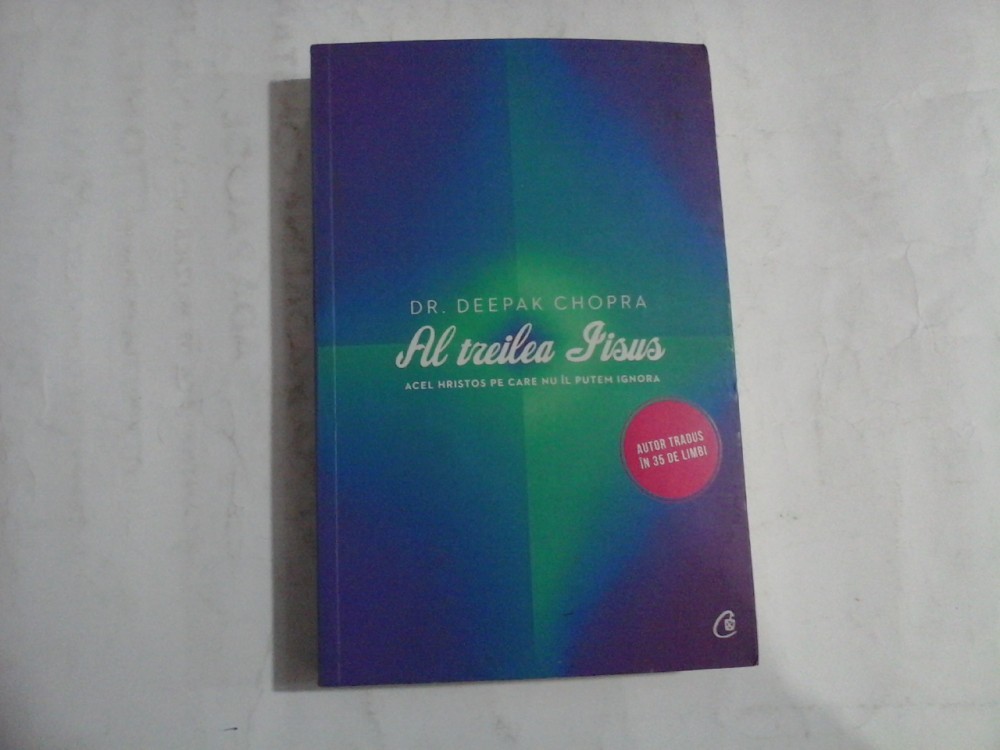 DR. DEEPAK CHOPRA
Al treilea Iisus
ACEL HRISTOS PE CARE NU ÎL PUTEM IGNORA
AUTOR TRADUS
ÎN 35 DE LIMBI